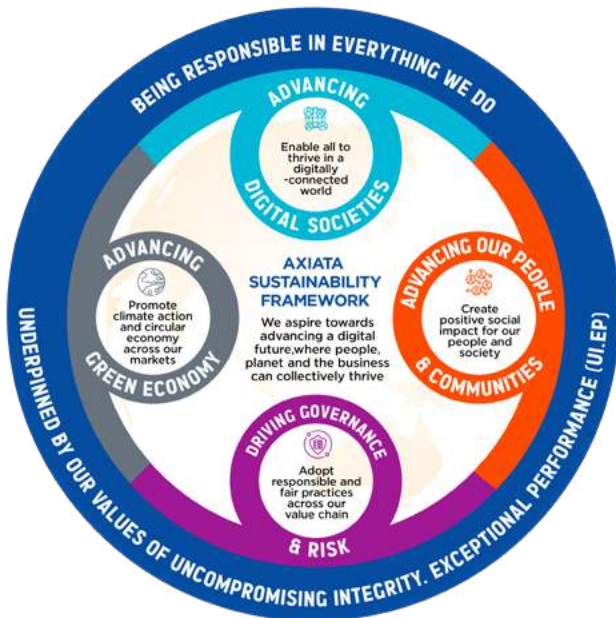 BEING RESPONSIBLE IN EVERYTHING WE DO
ADVANCING
Enable all to
thrive in a
digitally
-connected
world
DIGITAL SOCIETIES
ADVANCING
Promote
climate action
and circular
economy
across our
markets
GREEN ECONOMY
AXIATA
SUSTAINABILITY
FRAMEWORK
We aspire towards
advancing a digital
future,where people,
planet and the business
can collectively thrive
ADVANCING OUR PEOPLE
Create
positive social
impact for our
people and
society
& COMMUNITIES
DRIVING GOVERNANCE
Adopt
responsible and
fair practices
across our
value chain
& RISK
UNDERPINNED BY OUR VALUES OF UNCOMPROMISING INTEGRITY. EXCEPTIONAL PERFORMANCE (UI.EP)